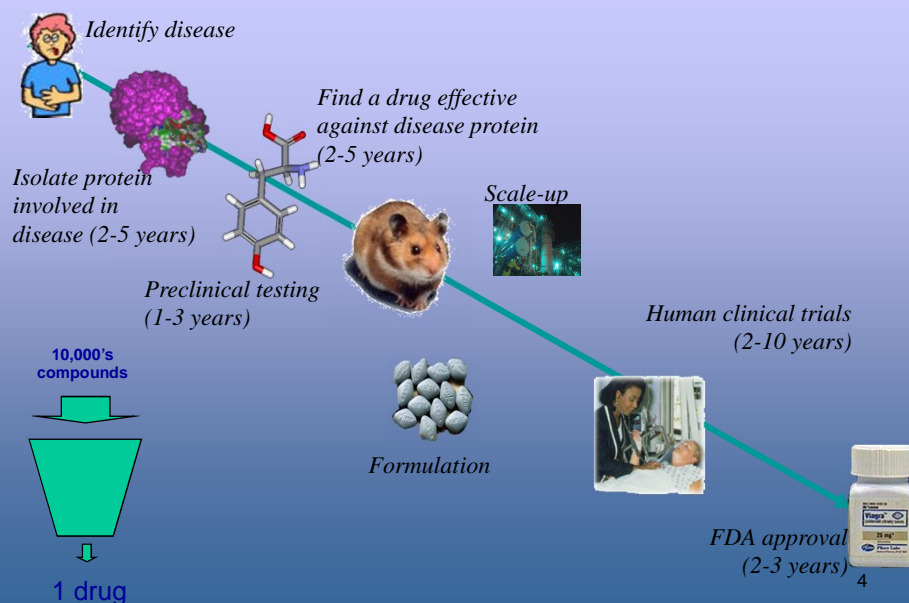 Identify disease
Find a drug effective
against disease protein
(2-5 years)
Isolate protein
involved in
disease (2-5 years)
Scale-up
Preclinical testing
(1-3 years)
Human clinical trials
(2-10 years)
10,000's
compounds
Formulation
Viagra
25 mg
FDA approval
(2-3 years)
4
1 drug